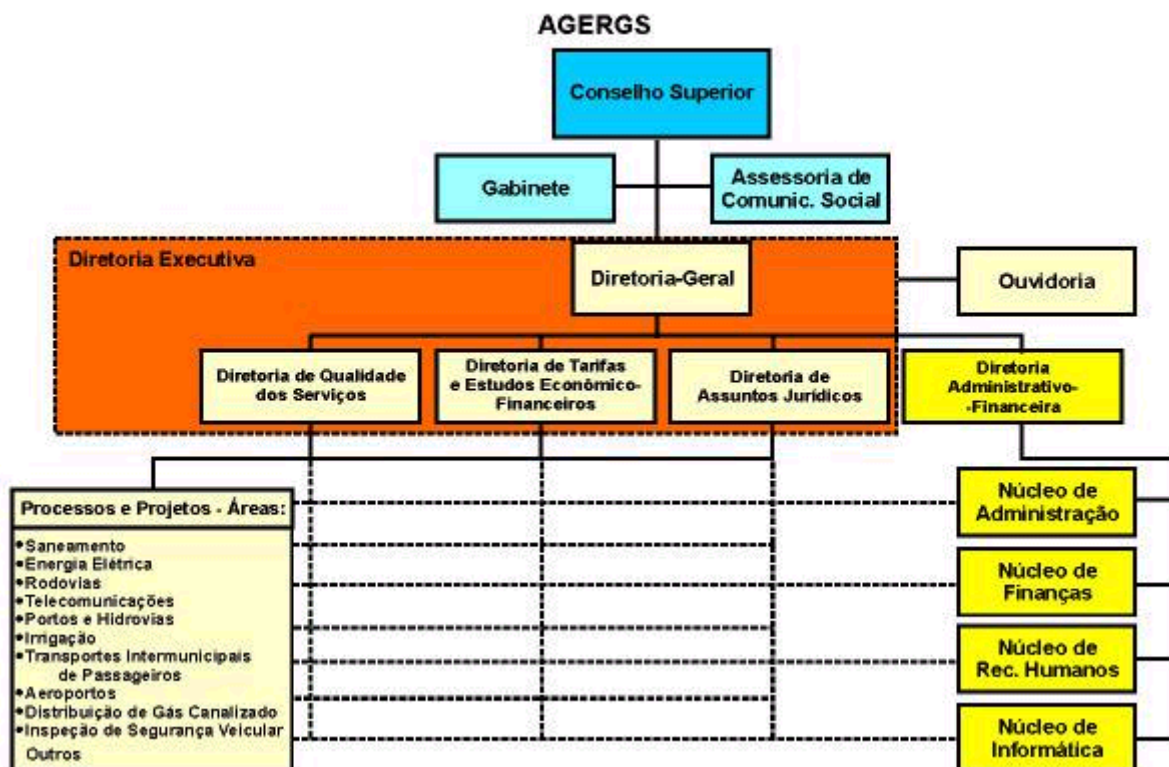 AGERGS
Conselho Superior
Gabinete
Assessoria de
Comunic. Social
Diretoria Executiva
Diretoria-Geral
Ouvidoria
Diretoria de Qualidade
dos Serviços
Diretoria de Tarifas
e Estudos Econômico-
Financeiros
Diretoria de
Assuntos Jurídicos
Diretoria
Administrativo-
-Financeira
Processos e Projetos - Áreas:
•Saneamento
•Energia Elétrica
•Rodovias
•Telecomunicações
•Portos e Hidrovias
•Irrigação
•Transportes Intermunicipais
de Passageiros
•Aeroportos
•Distribuição de Gás Canalizado
•Inspeção de Segurança Veicular
Outros
Núcleo de
Administração
Núcleo de
Finanças
Núcleo de
Rec. Humanos
Núcleo de
Informática